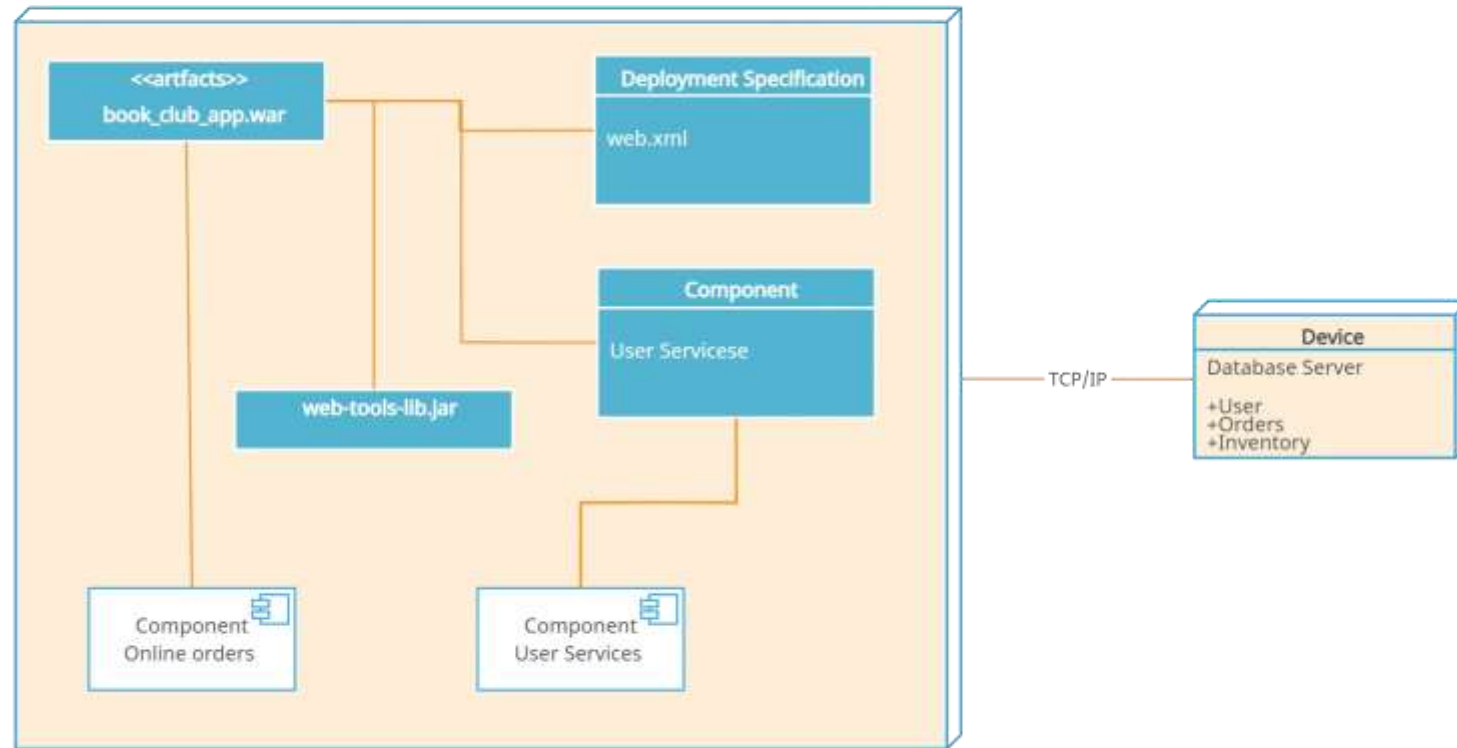 <<artfacts>>
book_club_app.war
Deployment Specification
web.xml
Component
User Servicese
web-tools-lib.jar
Component
Online orders
Component
User Services
TCP/IP
Device
Database Server
+User
+Orders
+Inventory